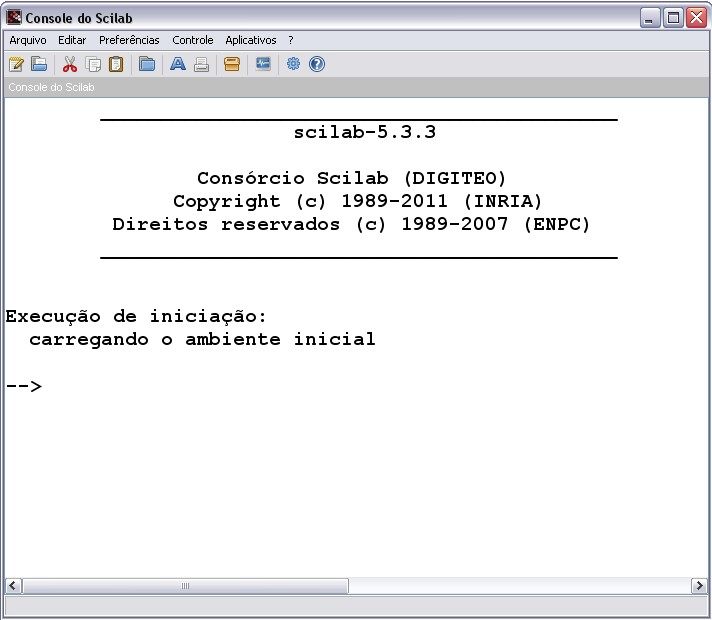 Console do Scilab
Arquivo Editar Preferências Controle Aplicativos ?
Console do Scilab
scilab-5.3.3
Consórcio Scilab (DIGITEO)
Copyright (c) 1989-2011 (INRIA)
Direitos reservados (c) 1989-2007 (ENPC)
Execução de iniciação:
carregando o ambiente inicial
-->